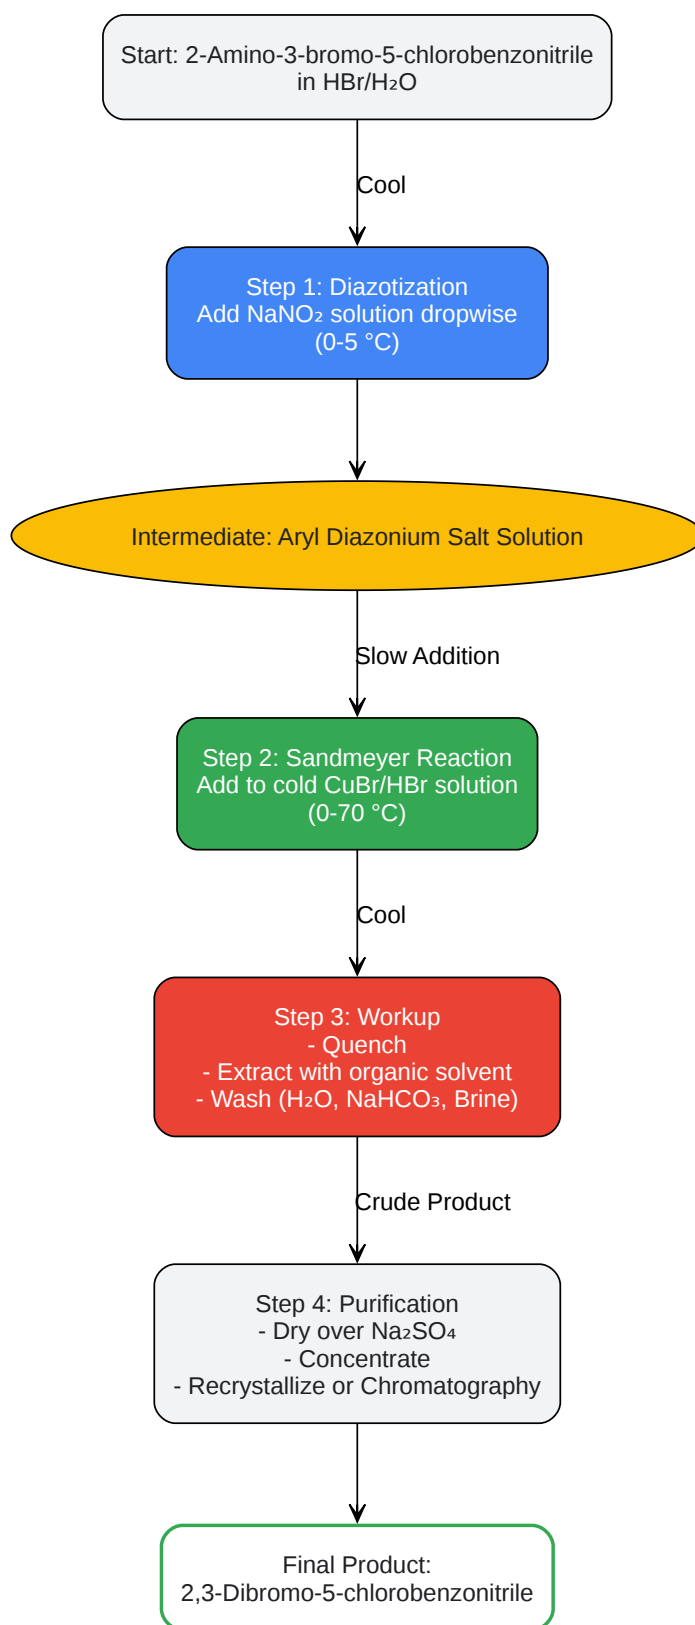 Start: 2-Amino-3-bromo-5-chlorobenzonitrile
in HBr/H₂O
Cool
Step 1: Diazotization
Add NaNO₂ solution dropwise
(0-5 °C)
Intermediate: Aryl Diazonium Salt Solution
Slow Addition
Step 2: Sandmeyer Reaction
Add to cold CuBr/HBr solution
(0-70 °C)
Cool
Step 3: Workup
- Quench
- Extract with organic solvent
- Wash (H₂O, NaHCO₃, Brine)
Crude Product
Step 4: Purification
- Dry over Na₂SO₄
- Concentrate
- Recrystallize or Chromatography
Final Product:
2,3-Dibromo-5-chlorobenzonitrile